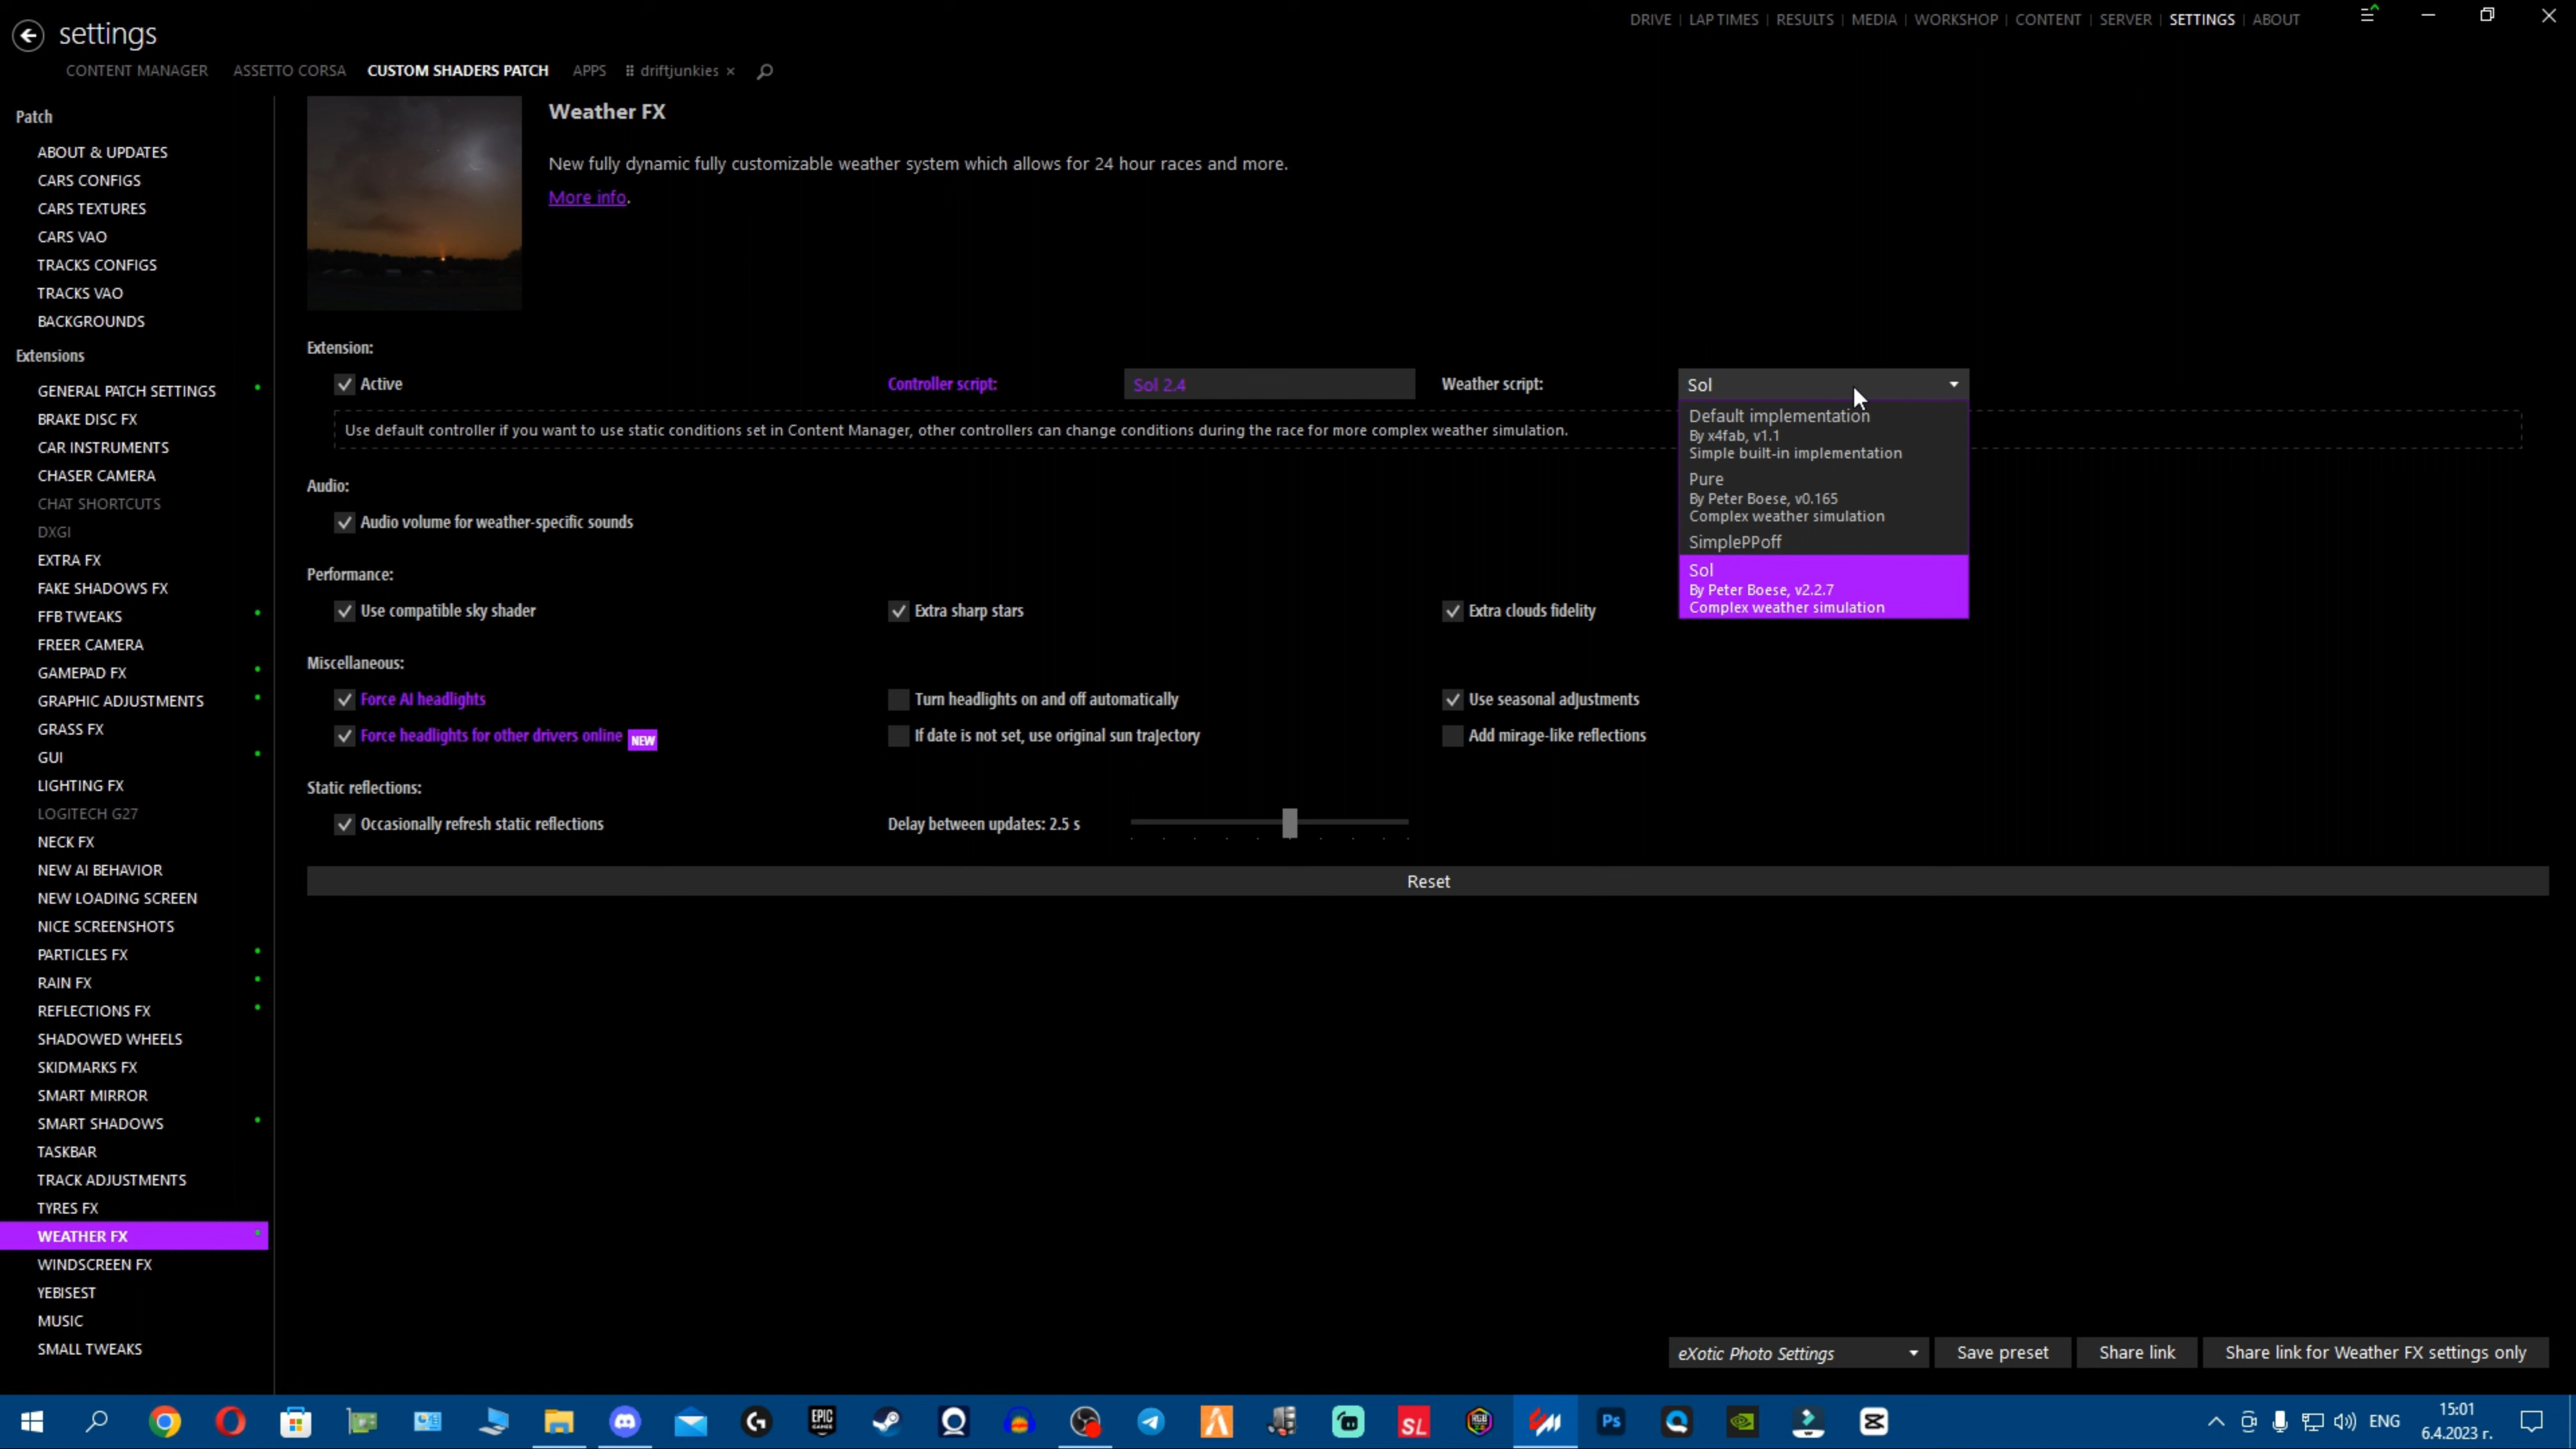 settings
DRIVE | LAP TIMES | RESULTS | MEDIA | WORKSHOP | CONTENT | SERVER | SETTINGS | ABOUT
CONTENT MANAGER ASSETTO CORSA CUSTOM SHADERS PATCH APPS driftjunkies
Patch
ABOUT & UPDATES
CARS CONFIGS
CARS TEXTURES
CARS VAO
TRACKS CONFIGS
TRACKS VAO
BACKGROUNDS
Extensions
GENERAL PATCH SETTINGS
BRAKE DISC FX
CAR INSTRUMENTS
CHASER CAMERA
CHAT SHORTCUTS
DXGI
EXTRA FX
FAKE SHADOWS FX
FFB TWEAKS
FREER CAMERA
GAMEPAD FX
GRAPHIC ADJUSTMENTS
GRASS FX
GUI
LIGHTING FX
LOGITECH G27
NECK FX
NEW AI BEHAVIOR
NEW LOADING SCREEN
NICE SCREENSHOTS
PARTICLES FX
RAIN FX
REFLECTIONS FX
SHADOWED WHEELS
SKIDMARKS FX
SMART MIRROR
SMART SHADOWS
TASKBAR
TRACK ADJUSTMENTS
TYRES FX
WEATHER FX
WINDSCREEN FX
YEBISEST
MUSIC
SMALL TWEAKS
Weather FX
New fully dynamic fully customizable weather system which allows for 24 hour races and more.
More info.
Extension:
Active Controller script: Sol 2.4 Weather script: Sol
Use default controller if you want to use static conditions set in Content Manager, other controllers can change conditions during the race for more complex weather simulation.
Default implementation
By x4fab, v1.1
Simple built-in implementation
Pure
By Peter Boese, v0.165
Complex weather simulation
SimplePPoff
Sol
By Peter Boese, v2.2.7
Complex weather simulation
Audio:
Audio volume for weather-specific sounds
Performance:
Use compatible sky shader Extra sharp stars Extra clouds fidelity
Miscellaneous:
Force AI headlights Turn headlights on and off automatically Use seasonal adjustments
Force headlights for other drivers online NEW If date is not set, use original sun trajectory Add mirage-like reflections
Static reflections:
Occasionally refresh static reflections Delay between updates: 2.5 s
Reset
eXotic Photo Settings Save preset Share link Share link for Weather FX settings only
EPIC GAMES SL Ps ENG
15:01
6.4.2023 г.